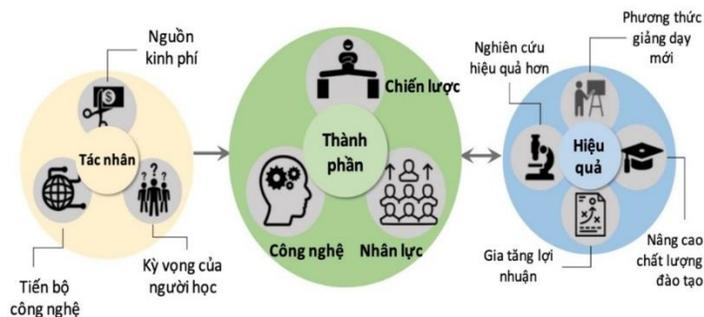 Nguồn
kinh phí
Tác nhân
Tiến bộ
công nghệ
Kỳ vọng của
người học
Chiến lược
Thành
phần
Công nghệ
Nhân lực
Phương thức
giảng dạy
mới
Nghiên cứu
hiệu quả hơn
Hiệu
quả
Gia tăng lợi
nhuận
Nâng cao
chất lượng
đào tạo